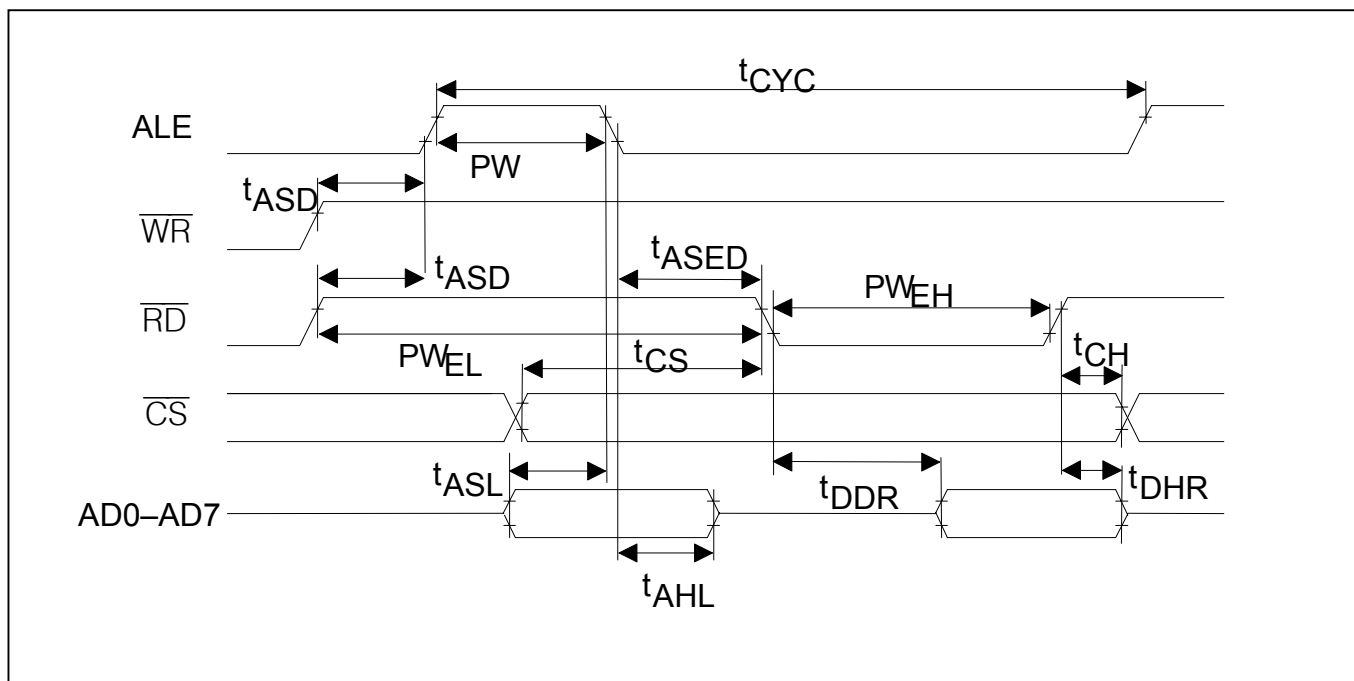 tCYC
ALE
PW
tASD
WR
tASED
tASD
PWEH
RD
PWEL
tCS
tCH
CS
tASL
tDDR
tDHR
AD0–AD7
tAHL